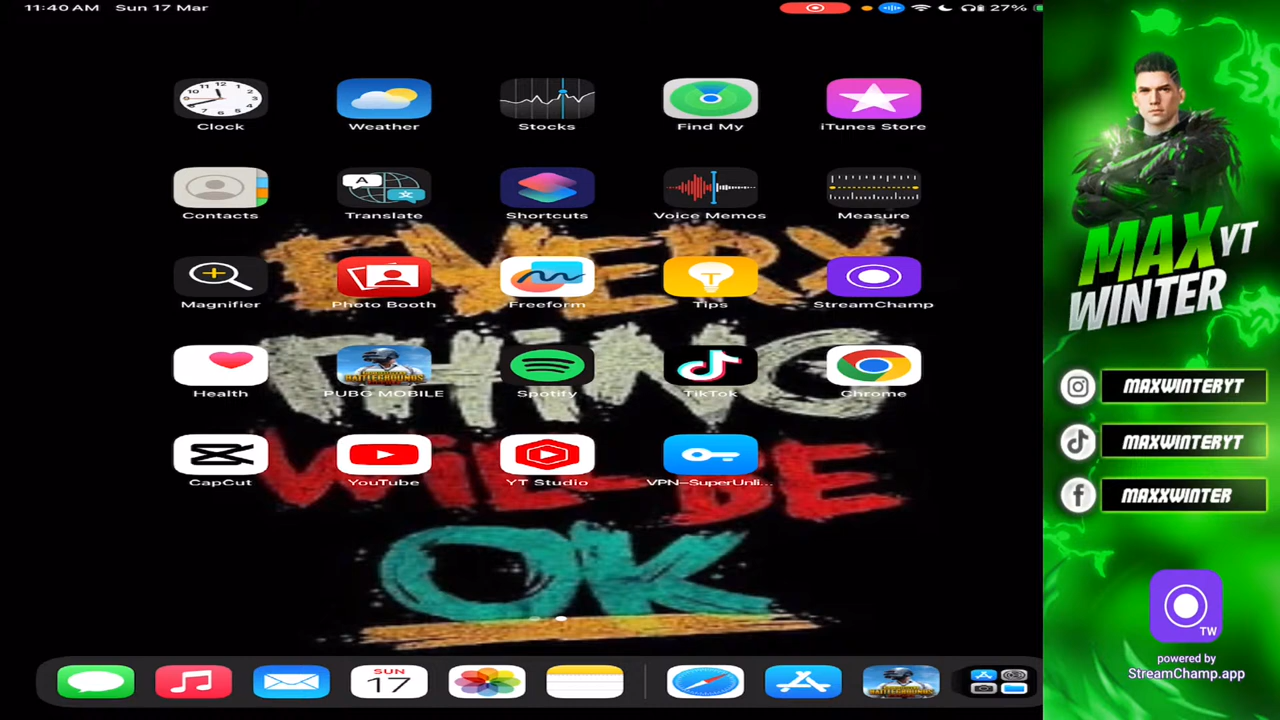 11:40 AM Sun 17 Mar
27%
Clock
Weather
Stocks
Find My
iTunes Store
Contacts
Translate
Shortcuts
Voice Memos
Measure
Magnifier
Photo Booth
Freeform
Tips
StreamChamp
Health
PUBG MOBILE
Spotify
TikTok
Chrome
CapCut
YouTube
YT Studio
VPN–SuperUnli...
EVERY
THiNG
WiLL BE
OK
SUN
17
MAX YT
WINTER
MAXWINTERYT
MAXWINTERYT
MAXXWINTER
TW
powered by
StreamChamp.app